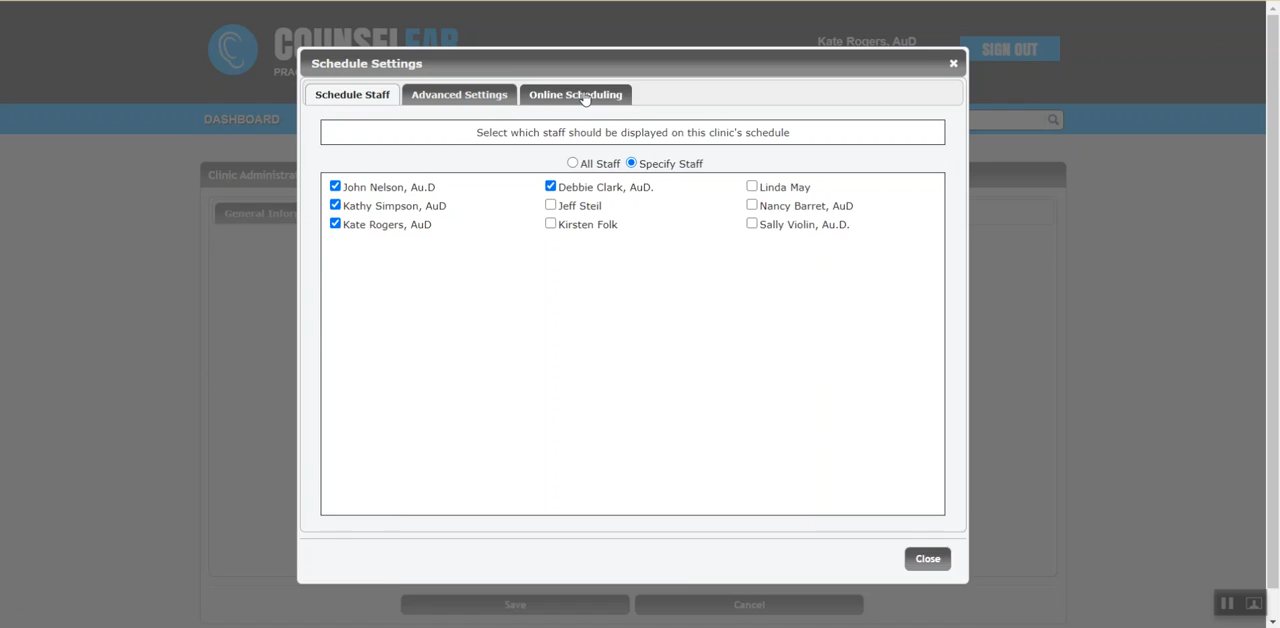 COUNSELEAR
Kate Rogers, AuD
SIGN OUT
Schedule Settings
Schedule Staff
Advanced Settings
Online Scheduling
DASHBOARD
Select which staff should be displayed on this clinic's schedule
All Staff Specify Staff
Clinic Administra
General Infor
John Nelson, Au.D Debbie Clark, AuD. Linda May
Kathy Simpson, AuD Jeff Steil Nancy Barret, AuD
Kate Rogers, AuD Kirsten Folk Sally Violin, Au.D.
Close
Save
Cancel